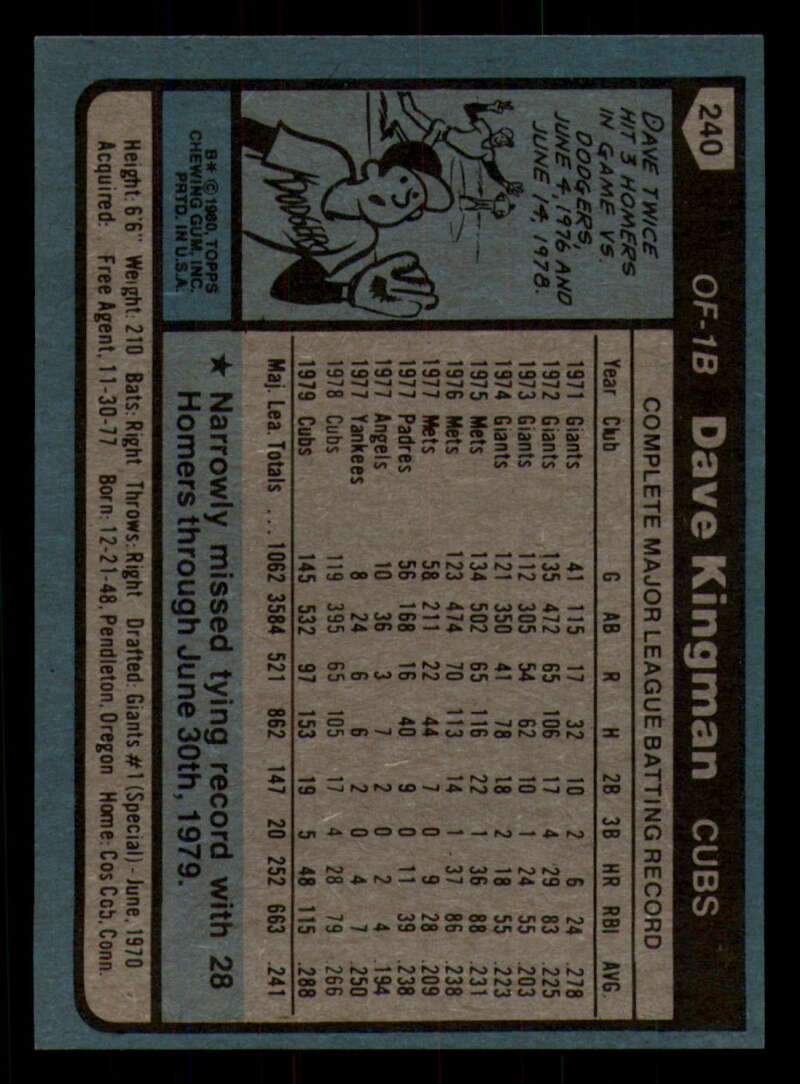 240 OF-1B Dave Kingman CUBS
DAVE TWICE
HIT 3 HOMERS
IN GAME VS.
DODGERS,
JUNE 4, 1976 AND
JUNE 14, 1978.
B* © 1980, TOPPS
CHEWING GUM, INC.
PRTD. IN U.S.A.
COMPLETE MAJOR LEAGUE BATTING RECORD
Year Club G AB R H 2B 3B HR RBI AVG.
1971 Giants 41 115 17 32 10 2 6 24 .278
1972 Giants 135 472 65 106 17 4 29 83 .225
1973 Giants 112 305 54 62 10 1 24 55 .203
1974 Giants 121 350 41 78 18 2 18 55 .223
1975 Mets 134 502 65 116 22 1 36 88 .231
1976 Mets 123 474 70 113 14 1 37 86 .238
1977 Mets 58 211 22 44 7 0 9 28 .209
1977 Padres 56 168 16 40 9 0 11 39 .238
1977 Angels 10 36 3 7 2 0 2 4 .194
1977 Yankees 8 24 6 6 2 0 4 7 .250
1978 Cubs 119 395 65 105 17 4 28 79 .266
1979 Cubs 145 532 97 153 19 5 48 115 .288
Maj. Lea. Totals ... 1062 3584 521 862 147 20 252 663 .241
★ Narrowly missed tying record with 28
Homers through June 30th, 1979.
Height: 6'6" Weight: 210 Bats: Right Throws: Right Drafted: Giants #1 (Special) - June, 1970
Acquired: Free Agent, 11-30-77 Born: 12-21-48, Pendleton, Oregon Home: Cos Cob, Conn.